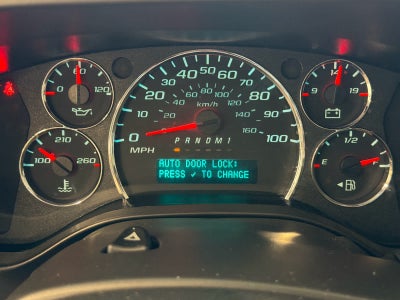 0 60 120
0 10 20 30 40 50 60 70 80 90 100
20 40 60 80 100 120 140 160
km/h
MPH
9 14 19
100 210 260
E 1/2
P R N D M 1
AUTO DOOR LOCK:
PRESS ✓ TO CHANGE